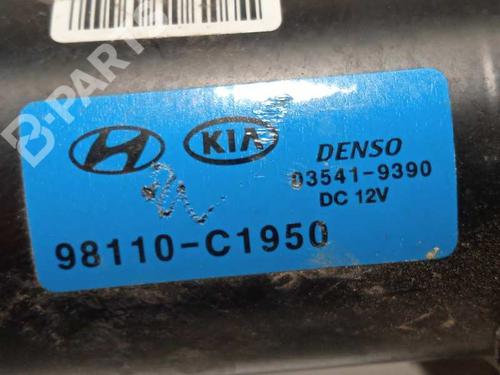 B-PARTS
KIA
DENSO
03541-9390
DC 12V
98110-C1950